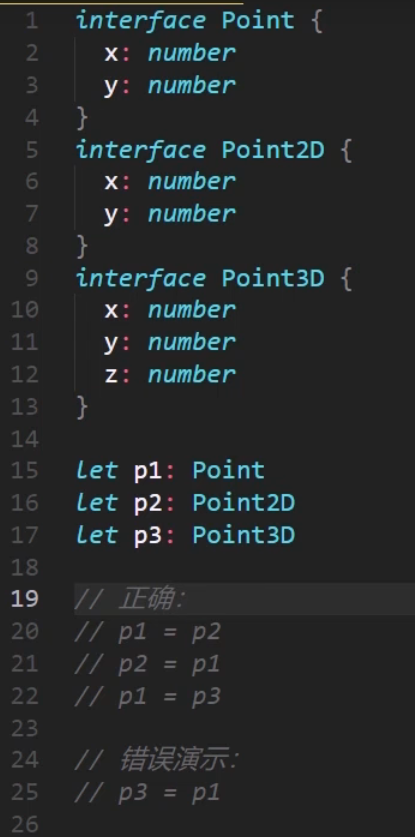 1 interface Point {
2 x: number
3 y: number
4 }
5 interface Point2D {
6 x: number
7 y: number
8 }
9 interface Point3D {
10 x: number
11 y: number
12 z: number
13 }
14
15 let p1: Point
16 let p2: Point2D
17 let p3: Point3D
18
19 // 正确:
20 // p1 = p2
21 // p2 = p1
22 // p1 = p3
23
24 // 错误演示:
25 // p3 = p1
26